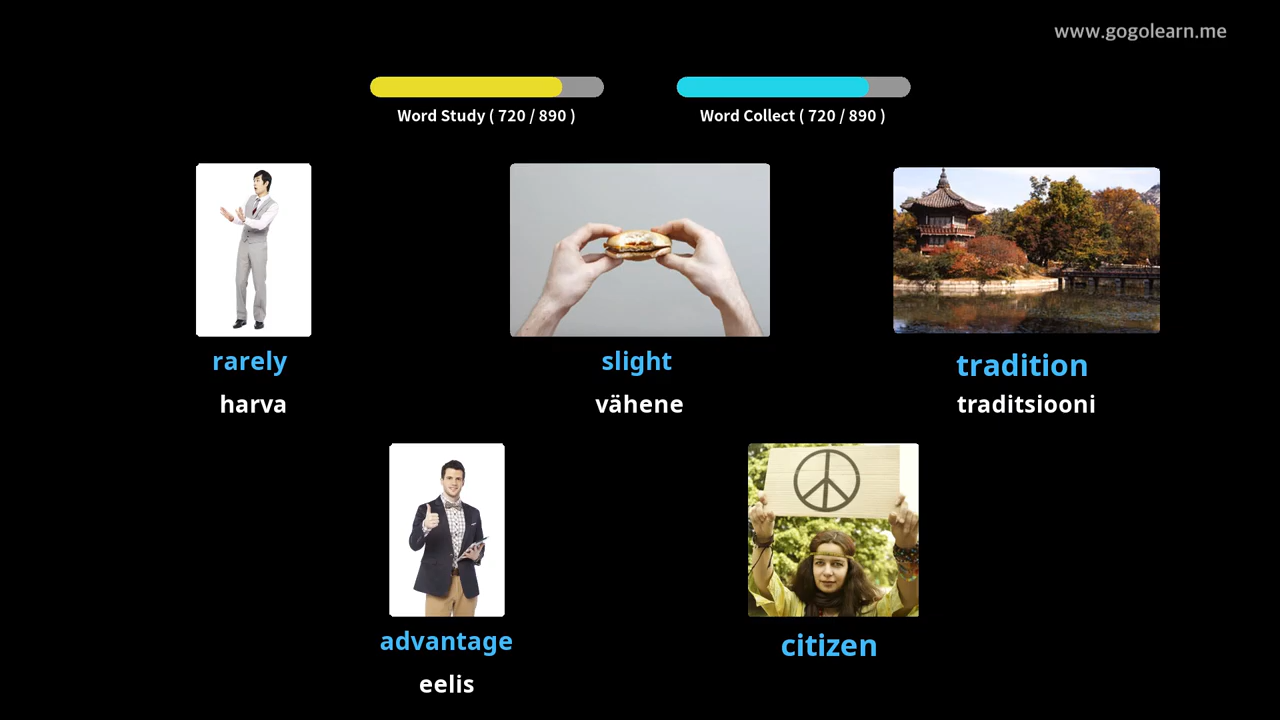 www.gogolearn.me
Word Study ( 720 / 890 )
Word Collect ( 720 / 890 )
rarely
harva
slight
vähene
tradition
traditsiooni
advantage
eelis
citizen